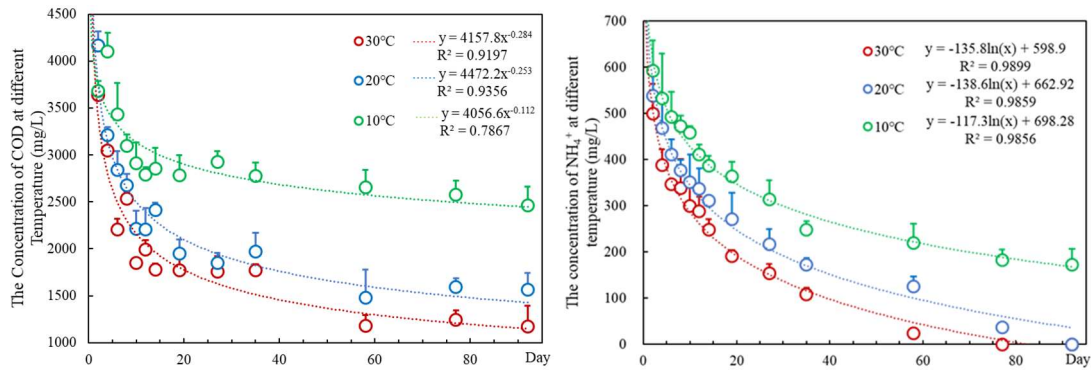 The Concentration of COD at different
Temperature (mg/L)
4500
4000
3500
3000
2500
2000
1500
1000
0
20
40
60
80
Day
30℃
y = 4157.8x^-0.284
R² = 0.9197
20℃
y = 4472.2x^-0.253
R² = 0.9356
10℃
y = 4056.6x^-0.112
R² = 0.7867
The concentration of NH₄⁺ at different
temperature (mg/L)
700
600
500
400
300
200
100
0
0
20
40
60
80
Day
30℃
y = -135.8ln(x) + 598.9
R² = 0.9899
20℃
y = -138.6ln(x) + 662.92
R² = 0.9859
10℃
y = -117.3ln(x) + 698.28
R² = 0.9856